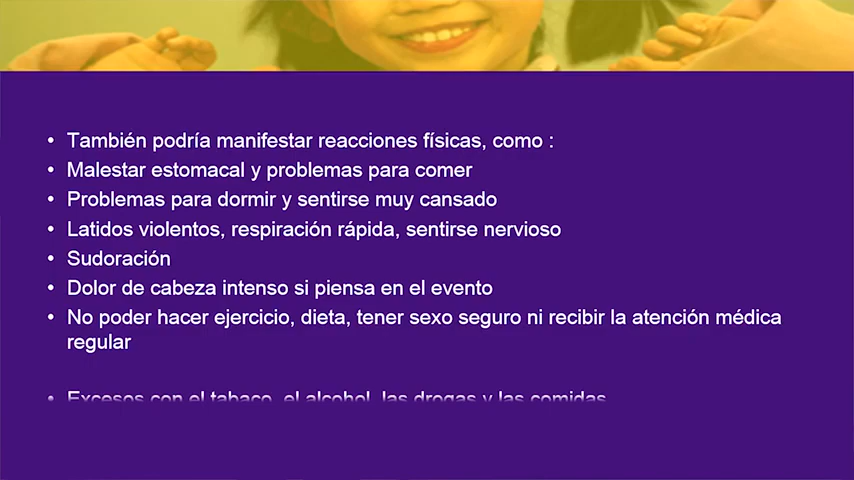 • También podría manifestar reacciones físicas, como :
• Malestar estomacal y problemas para comer
• Problemas para dormir y sentirse muy cansado
• Latidos violentos, respiración rápida, sentirse nervioso
• Sudoración
• Dolor de cabeza intenso si piensa en el evento
• No poder hacer ejercicio, dieta, tener sexo seguro ni recibir la atención médica
regular
• Excesos con el tabaco, el alcohol, las drogas y las comidas